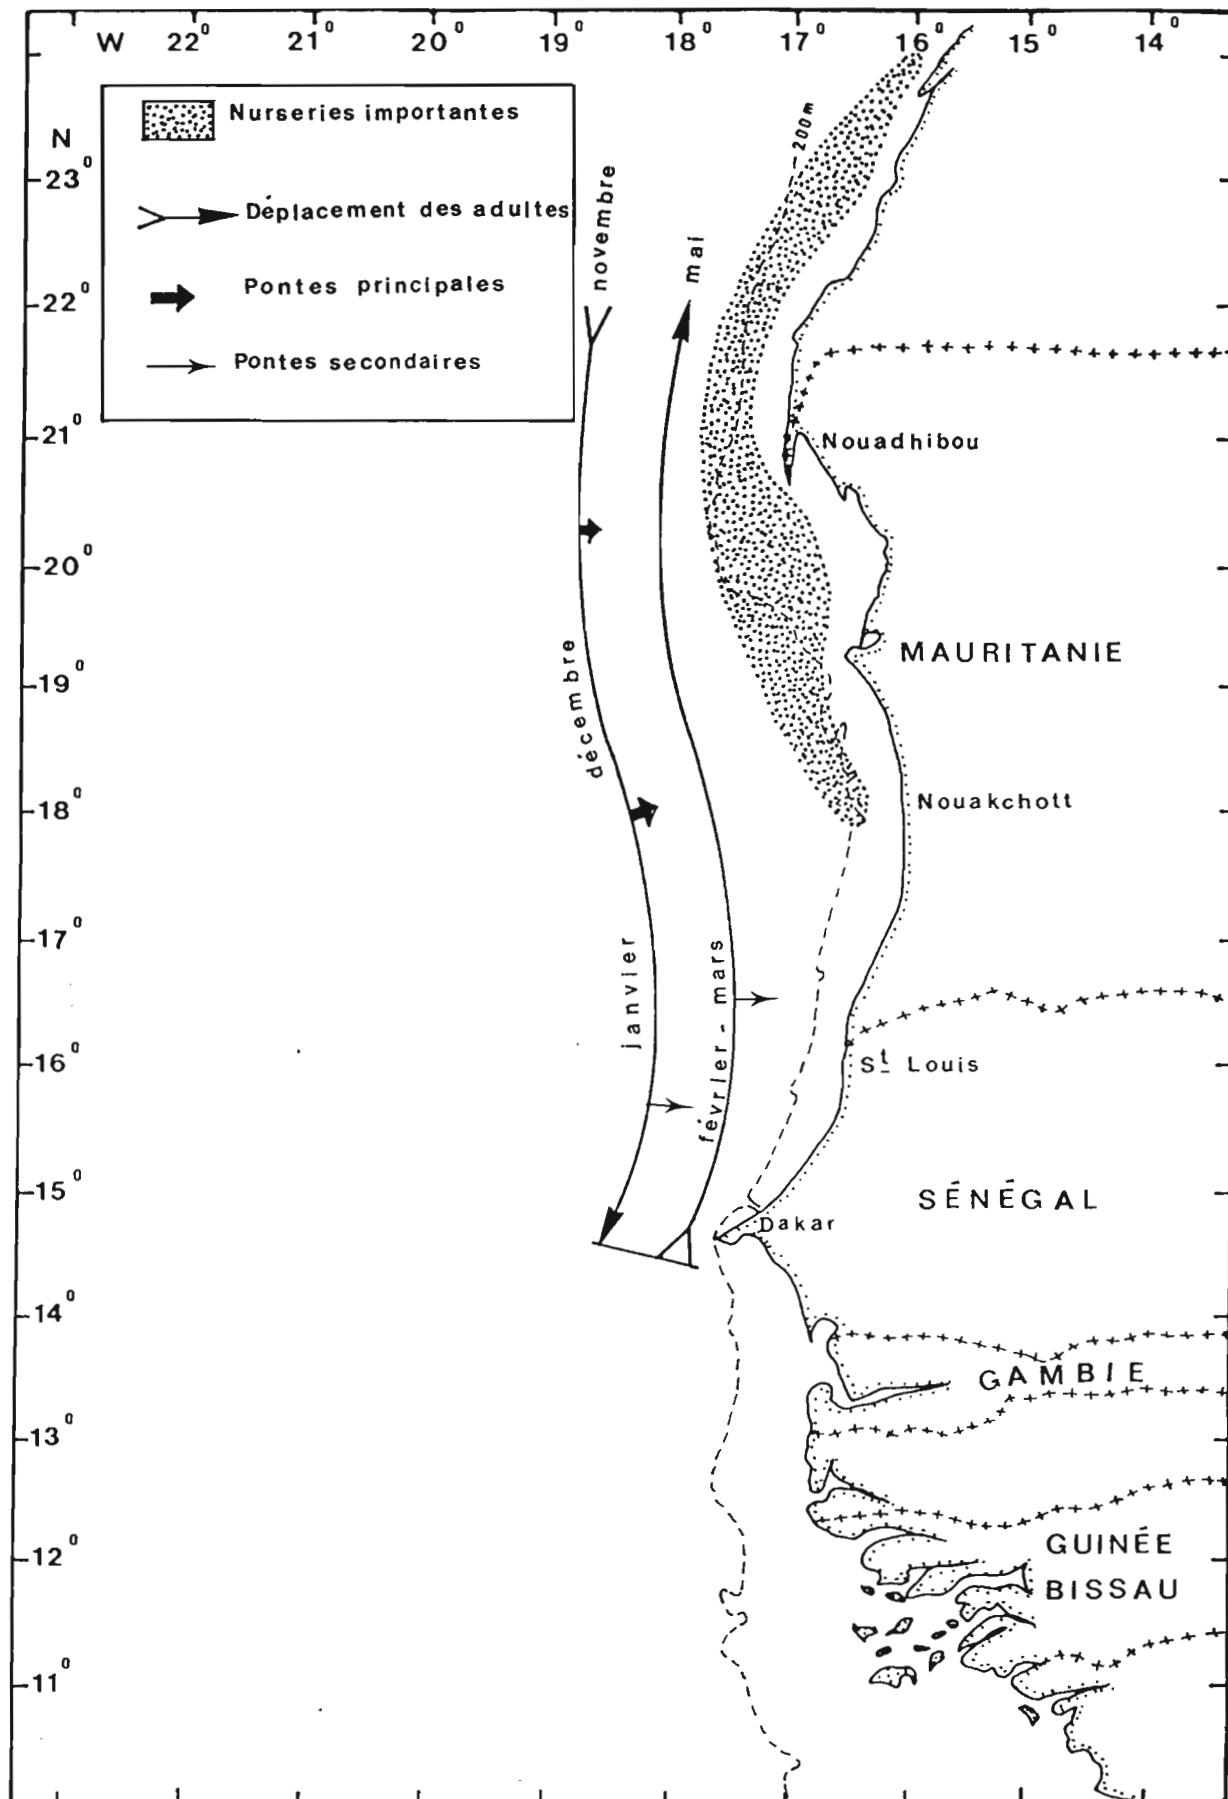 W 22° 21° 20° 19° 18° 17° 16° 15° 14°
N
Nurseries importantes
Déplacement des adultes
Pontes principales
Pontes secondaires
23°
22°
21°
20°
19°
18°
17°
16°
15°
14°
13°
12°
11°
200m
novembre
mai
décembre
janvier
février - mars
Nouadhibou
MAURITANIE
Nouakchott
St Louis
SÉNÉGAL
Dakar
GAMBIE
GUINÉE
BISSAU